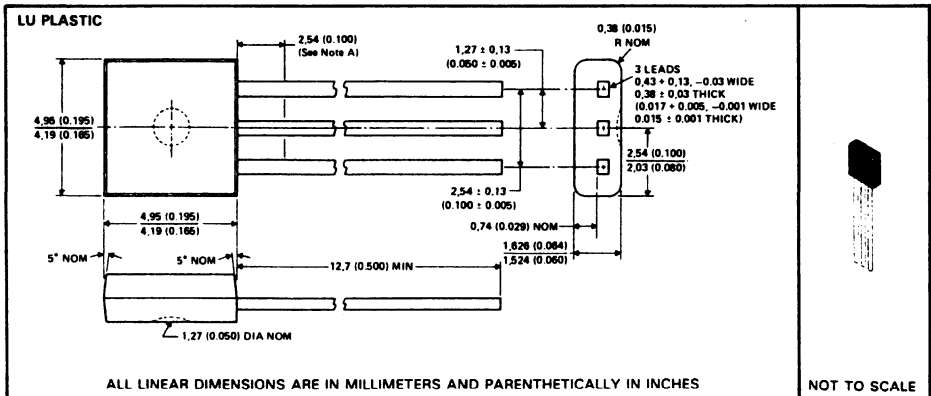 LU PLASTIC
2,54 (0.100)
(See Note A)
1,27 ± 0,13
(0.050 ± 0.005)
0,38 (0.015)
R NOM
3 LEADS
0,43 + 0,13, −0.03 WIDE
0,38 ± 0,03 THICK
(0.017 + 0.005, −0.001 WIDE
0.015 ± 0.001 THICK)
4,96 (0.195)
4,19 (0.165)
2,54 (0.100)
2,03 (0.080)
2,54 ± 0,13
(0.100 ± 0.005)
4,95 (0.195)
4,19 (0.165)
0,74 (0.029) NOM
1,626 (0.064)
1,524 (0.060)
5° NOM
5° NOM
12,7 (0.500) MIN
1,27 (0.050) DIA NOM
ALL LINEAR DIMENSIONS ARE IN MILLIMETERS AND PARENTHETICALLY IN INCHES
NOT TO SCALE